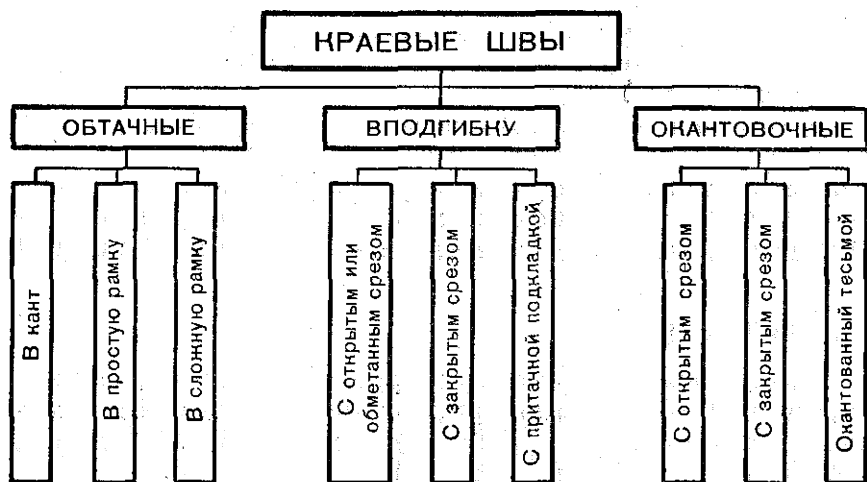 КРАЕВЫЕ ШВЫ
ОБТАЧНЫЕ
ВПОДГИБКУ
ОКАНТОВОЧНЫЕ
В кант
В простую рамку
В сложную рамку
С открытым или
обметанным срезом
С закрытым срезом
С притачной подкладкой
С открытым срезом
С закрытым срезом
Окантованный тесьмой